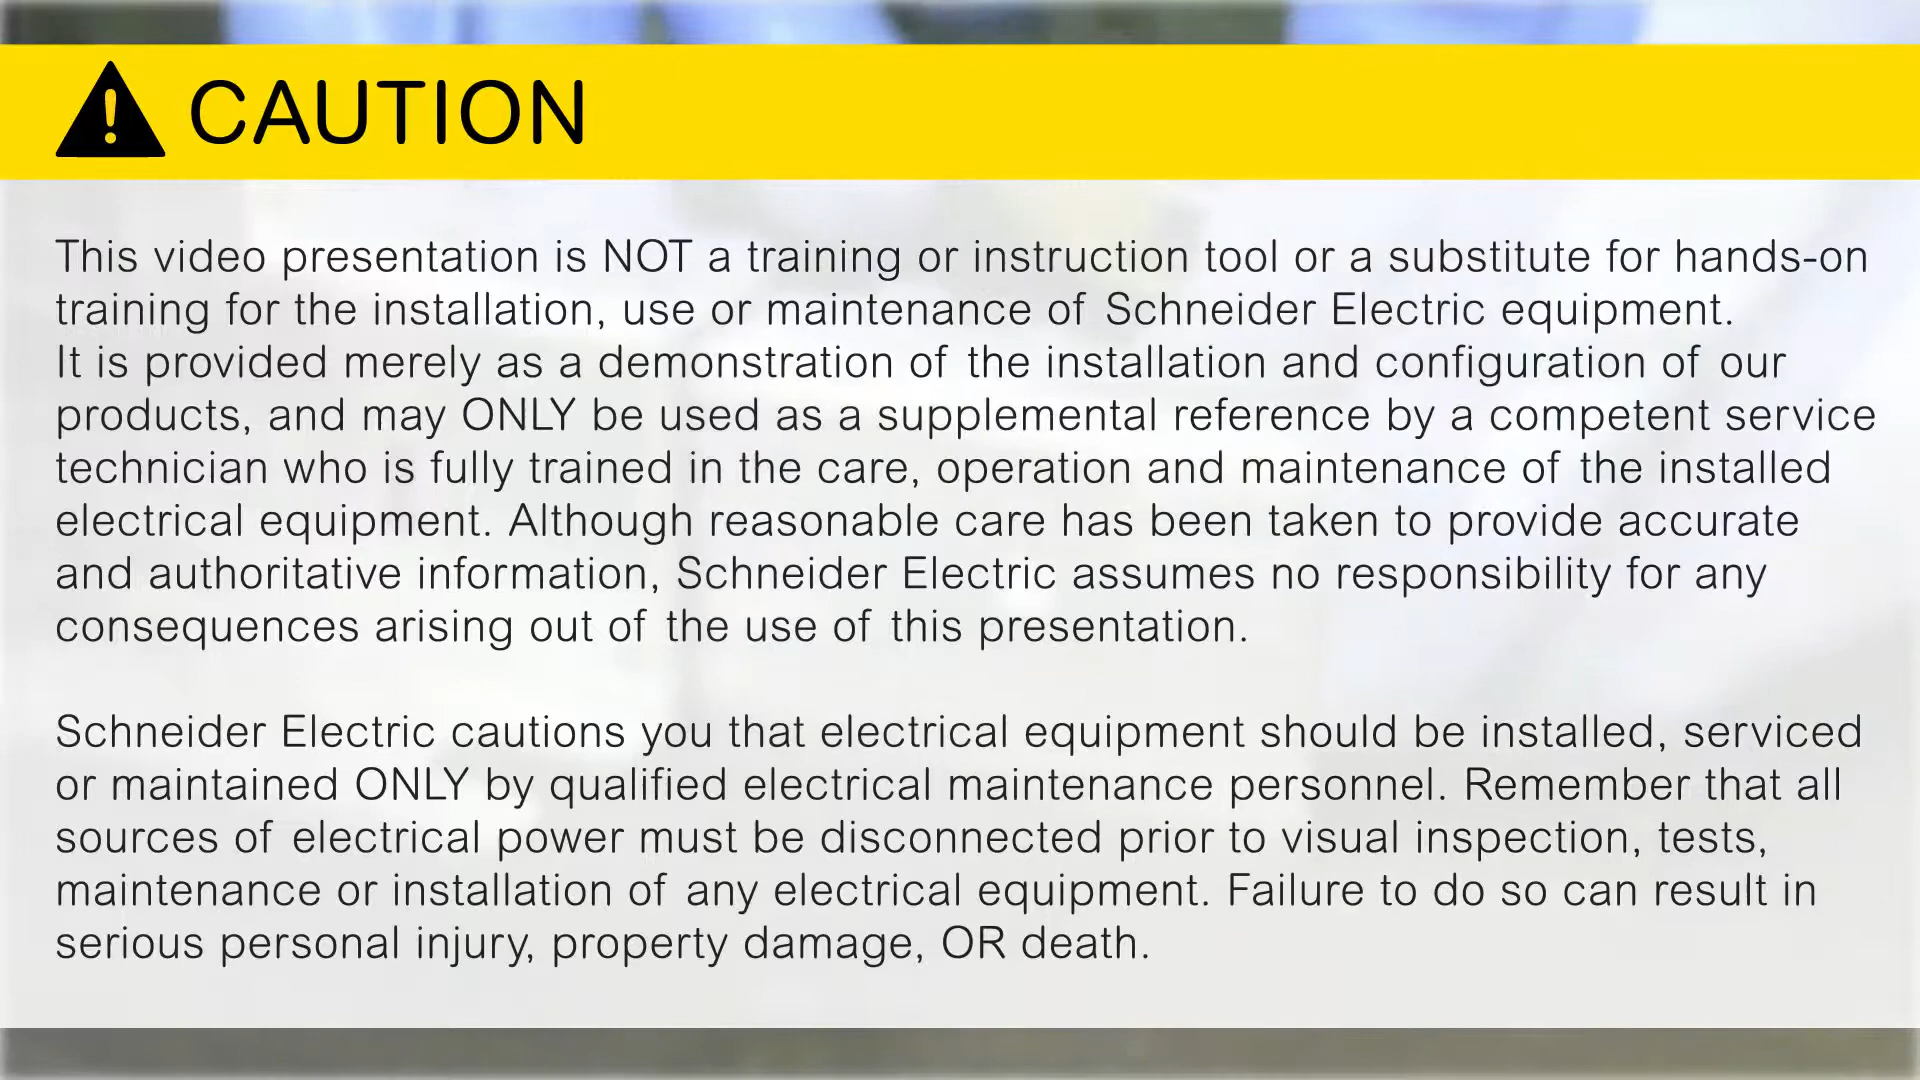 CAUTION
This video presentation is NOT a training or instruction tool or a substitute for hands-on
training for the installation, use or maintenance of Schneider Electric equipment.
It is provided merely as a demonstration of the installation and configuration of our
products, and may ONLY be used as a supplemental reference by a competent service
technician who is fully trained in the care, operation and maintenance of the installed
electrical equipment. Although reasonable care has been taken to provide accurate
and authoritative information, Schneider Electric assumes no responsibility for any
consequences arising out of the use of this presentation.
Schneider Electric cautions you that electrical equipment should be installed, serviced
or maintained ONLY by qualified electrical maintenance personnel. Remember that all
sources of electrical power must be disconnected prior to visual inspection, tests,
maintenance or installation of any electrical equipment. Failure to do so can result in
serious personal injury, property damage, OR death.